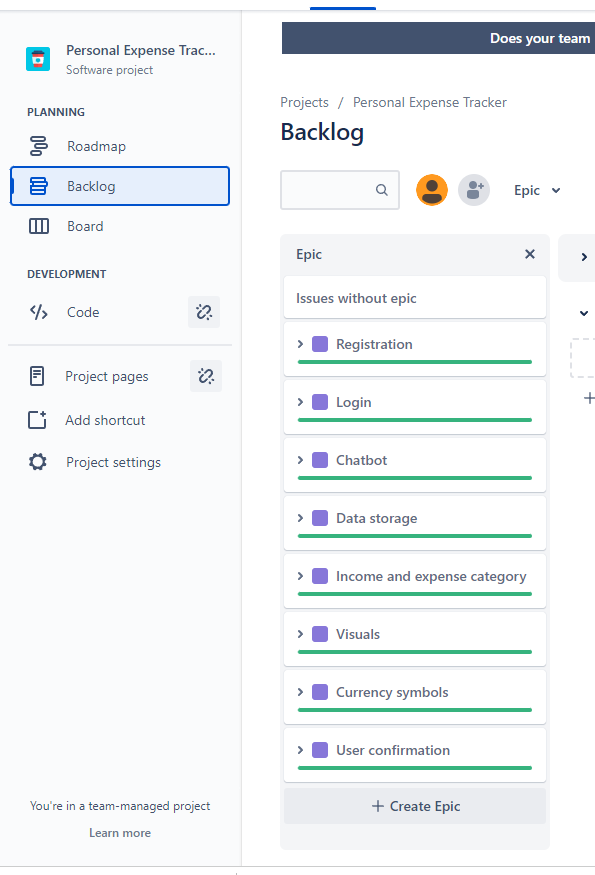 Personal Expense Trac...
Software project
PLANNING
Roadmap
Backlog
Board
DEVELOPMENT
Code
Project pages
Add shortcut
Project settings
You're in a team-managed project
Learn more
Does your team
Projects / Personal Expense Tracker
Backlog
Epic
Epic
Issues without epic
Registration
Login
Chatbot
Data storage
Income and expense category
Visuals
Currency symbols
User confirmation
+ Create Epic